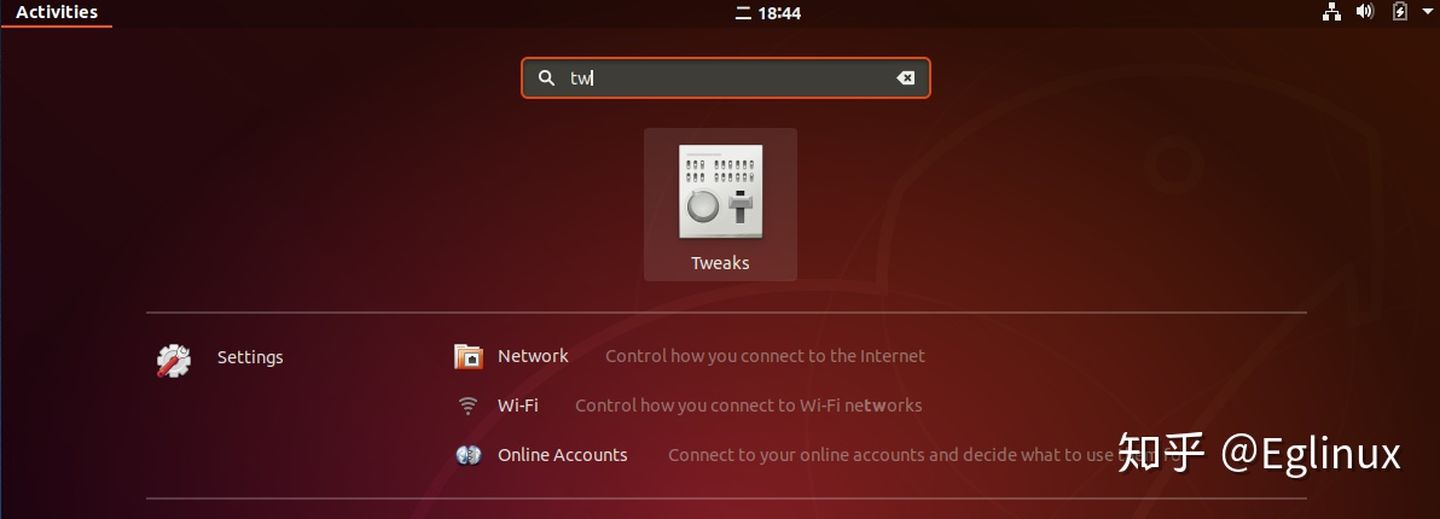 Activities
二 18:44
tw
Tweaks
Settings
Network Control how you connect to the Internet
Wi-Fi Control how you connect to Wi-Fi networks
Online Accounts Connect to your online accounts and decide what to use
知乎 @Eglinux